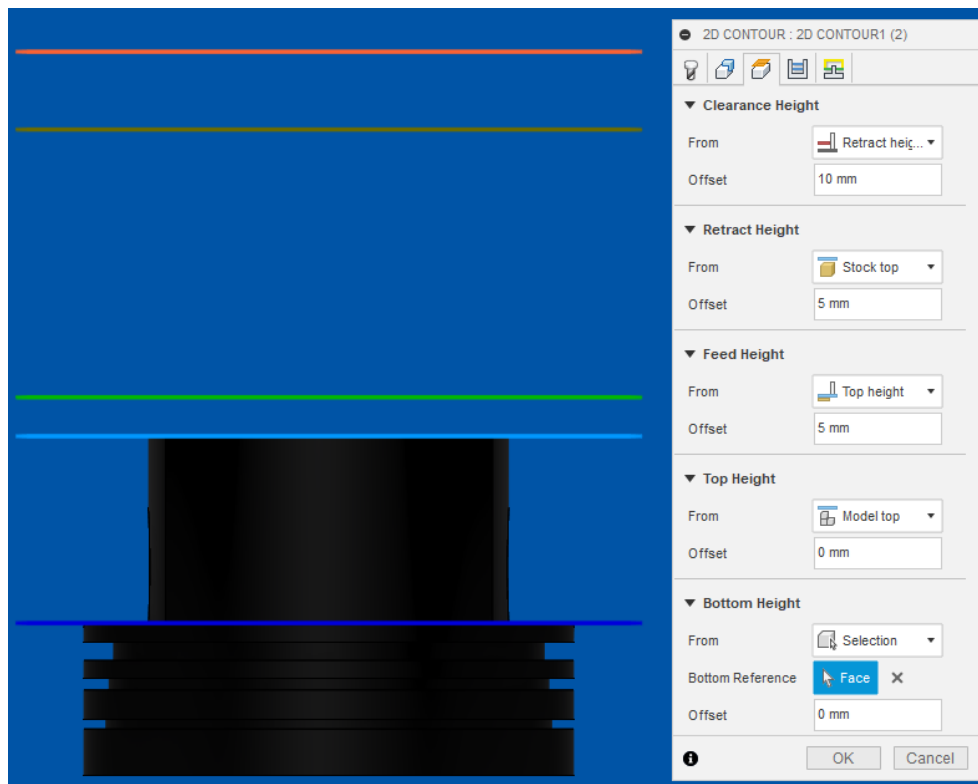 2D CONTOUR : 2D CONTOUR1 (2)
Clearance Height
From Retract heig...
Offset 10 mm
Retract Height
From Stock top
Offset 5 mm
Feed Height
From Top height
Offset 5 mm
Top Height
From Model top
Offset 0 mm
Bottom Height
From Selection
Bottom Reference Face
Offset 0 mm
OK Cancel